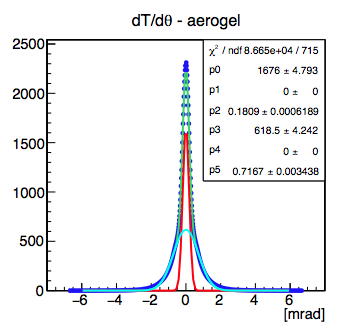 dT/dθ - aerogel
χ² / ndf 8.665e+04 / 715
p0 1676 ± 4.793
p1 0 ± 0
p2 0.1809 ± 0.0006189
p3 618.5 ± 4.242
p4 0 ± 0
p5 0.7167 ± 0.003438
2500
2000
1500
1000
500
0
−6 −4 −2 0 2 4 6
[mrad]